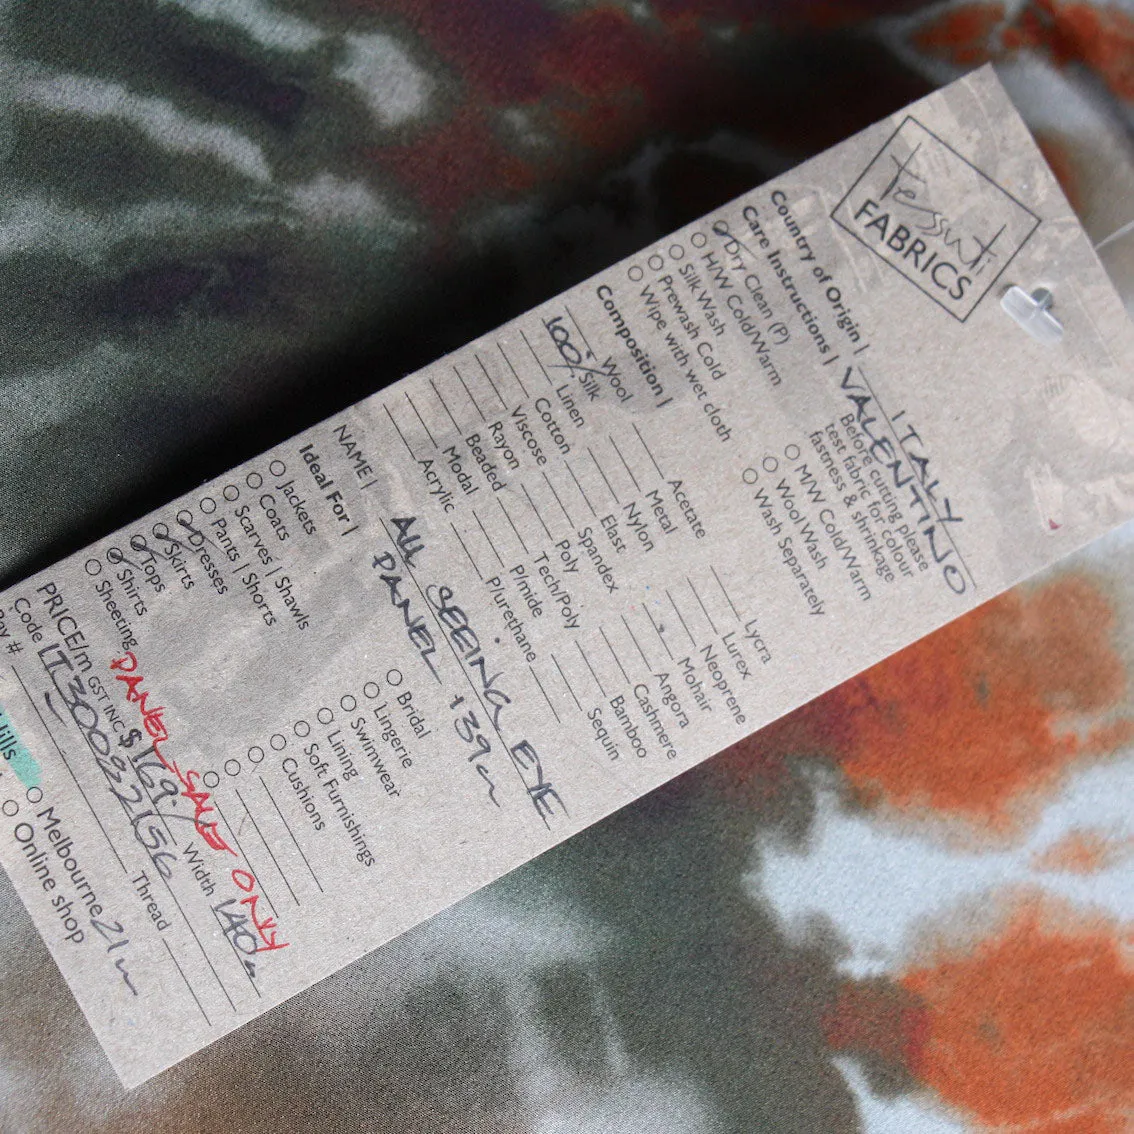 Tessuti
FABRICS
Country of Origin | ITALY
VALENTINO
Care Instructions | Before cutting please
test fabric for colour
fastness & shrinkage
Dry Clean (P)
H/W Cold/Warm
Silk Wash
Prewash Cold
Wipe with wet cloth
M/W Cold/Warm
Wool Wash
Wash Separately
Composition |
Wool
100% Silk
Linen
Cotton
Viscose
Rayon
Beaded
Modal
Acrylic
Acetate
Metal
Nylon
Elast
Spandex
Poly
Tech/Poly
P/mide
P/urethane
Lycra
Lurex
Neoprene
Mohair
Angora
Cashmere
Bamboo
Sequin
NAME | ALL SEEING EYE
PANEL 139cm
Ideal For |
Jackets
Coats
Scarves | Shawls
Pants | Shorts
Dresses
Skirts
Tops
Shirts
Sheeting
Bridal
Lingerie
Swimwear
Lining
Soft Furnishings
Cushions
PANEL SALE ONLY
PRICE/m GST INC $169 Width 140cm
Code IT30092256 Thread
Pay #
Hills
Melbourne 21m
Online shop